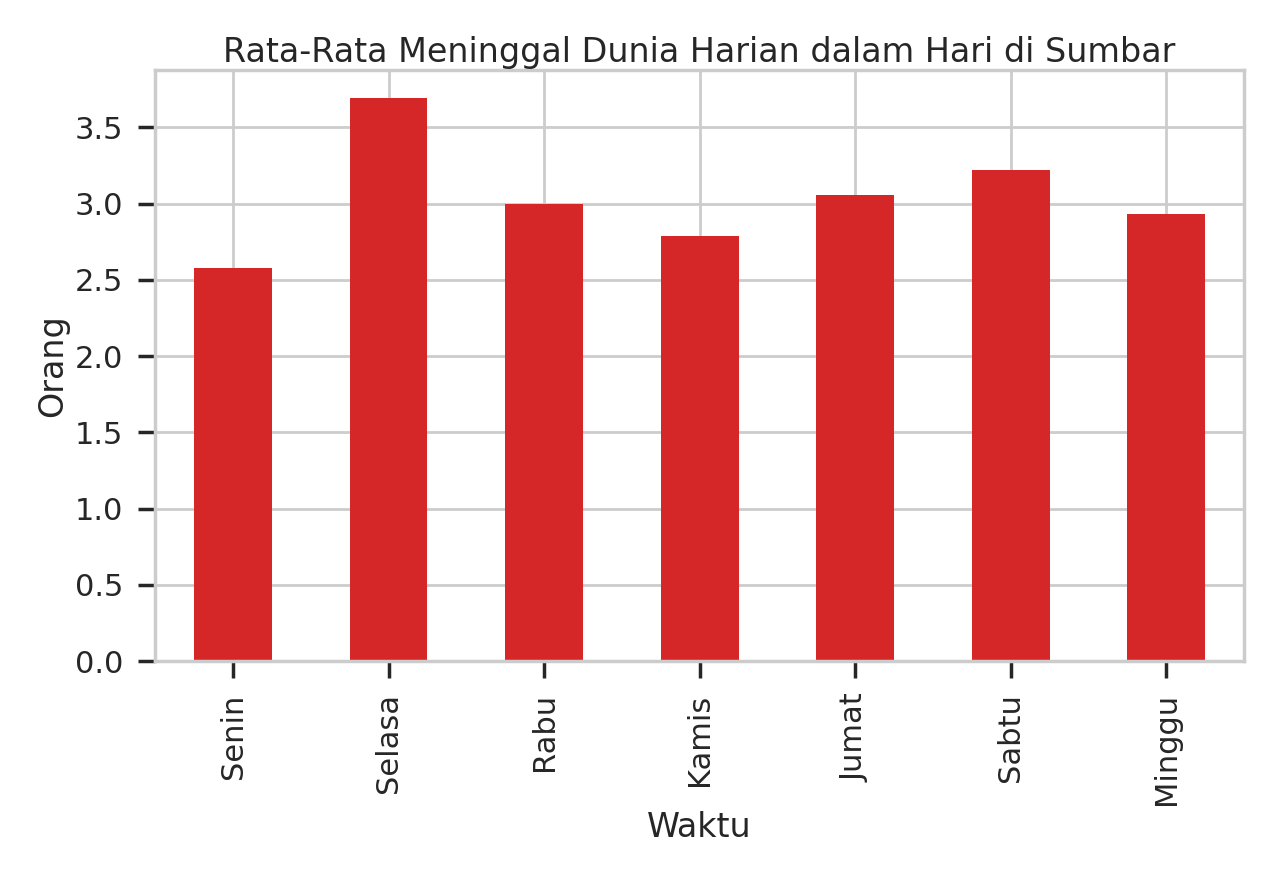 Rata-Rata Meninggal Dunia Harian dalam Hari di Sumbar
Orang
3.5
3.0
2.5
2.0
1.5
1.0
0.5
0.0
Senin
Selasa
Rabu
Kamis
Jumat
Sabtu
Minggu
Waktu